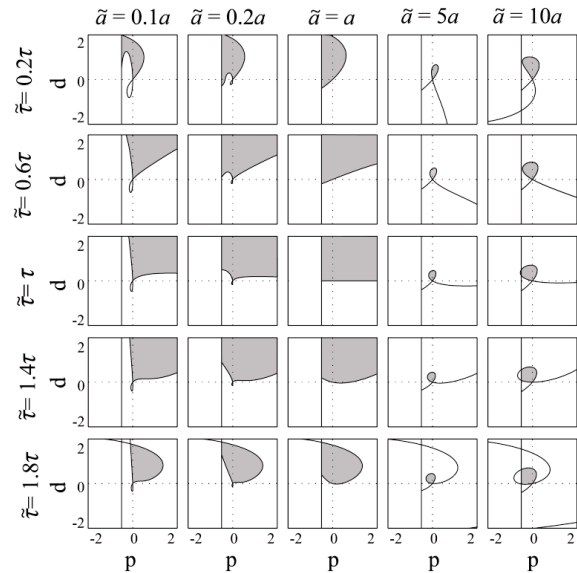 ã = 0.1a ã = 0.2a ã = a ã = 5a ã = 10a
τ̃= 0.2τ d 2 0 -2
τ̃= 0.6τ d 2 0 -2
τ̃= τ d 2 0 -2
τ̃= 1.4τ d 2 0 -2
τ̃= 1.8τ d 2 0 -2
-2 0 2 -2 0 2 -2 0 2 -2 0 2 -2 0 2
p p p p p